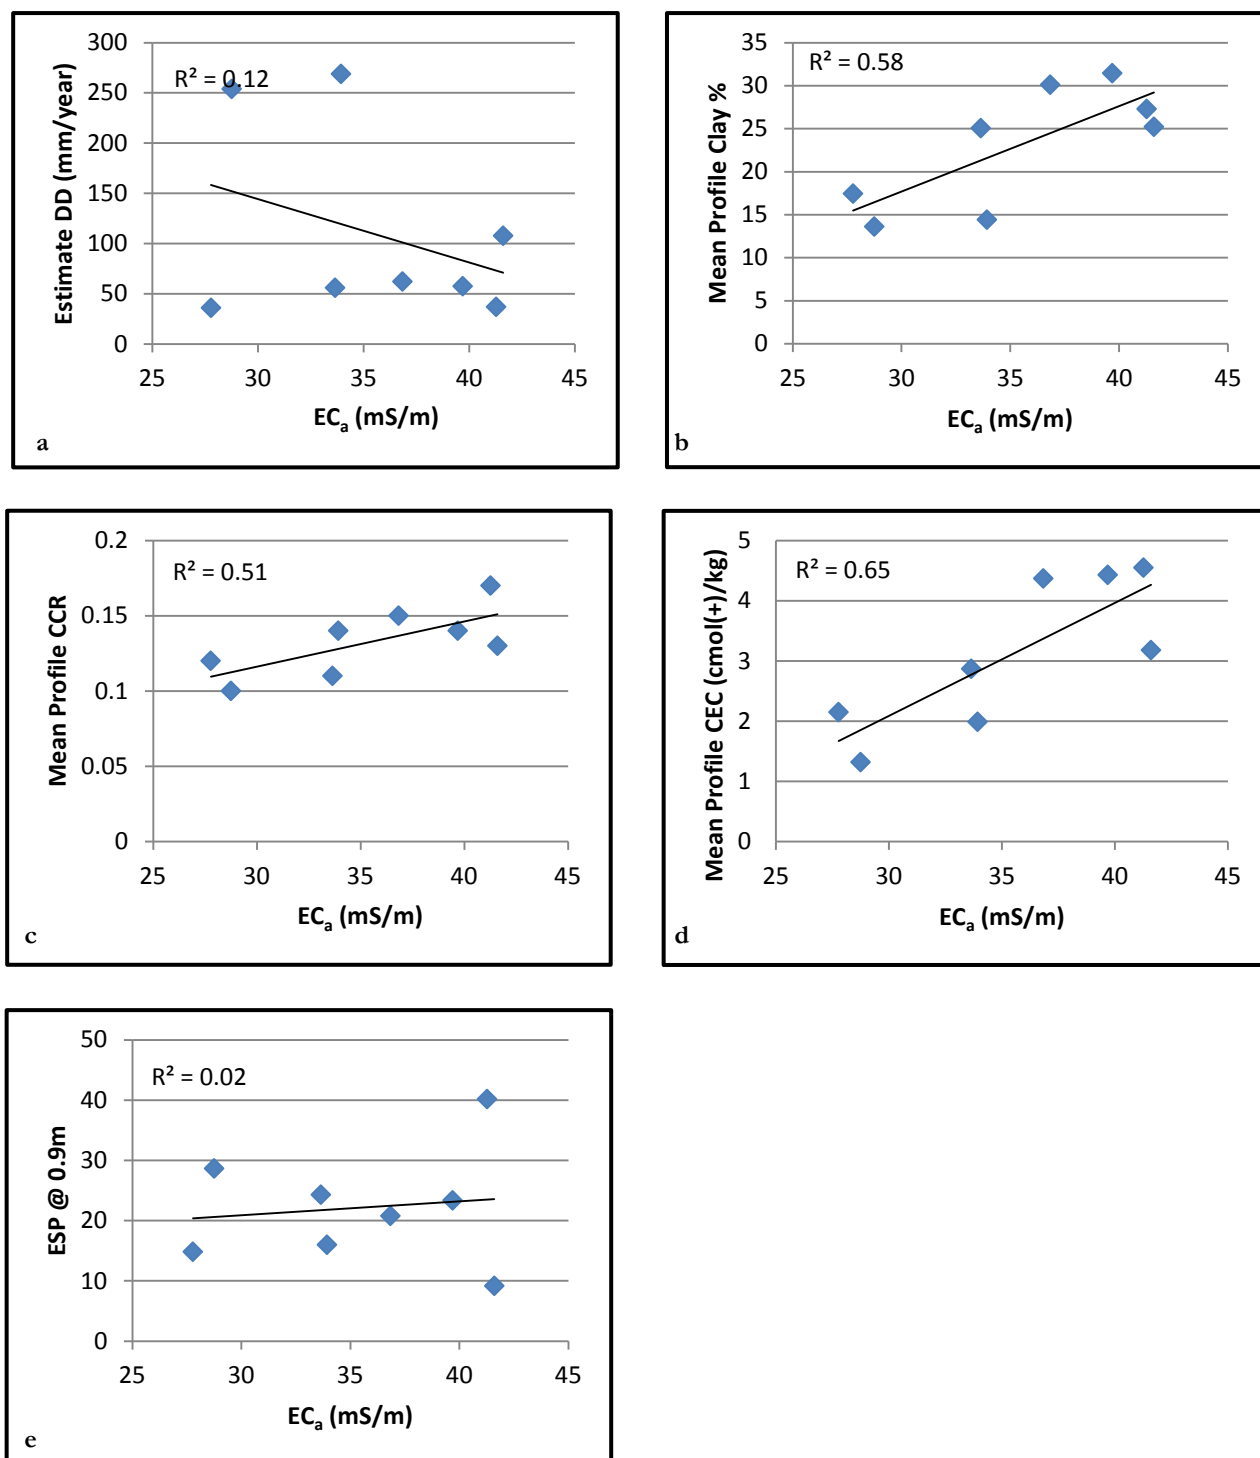 300
250
200
150
100
50
0
Estimate DD (mm/year)
R² = 0.12
25 30 35 40 45
ECa (mS/m)
a
35
30
25
20
15
10
5
0
Mean Profile Clay %
R² = 0.58
25 30 35 40 45
ECa (mS/m)
b
0.2
0.15
0.1
0.05
0
Mean Profile CCR
R² = 0.51
25 30 35 40 45
ECa (mS/m)
c
5
4
3
2
1
0
Mean Profile CEC (cmol(+)/kg)
R² = 0.65
25 30 35 40 45
ECa (mS/m)
d
50
40
30
20
10
0
ESP @ 0.9m
R² = 0.02
25 30 35 40 45
ECa (mS/m)
e